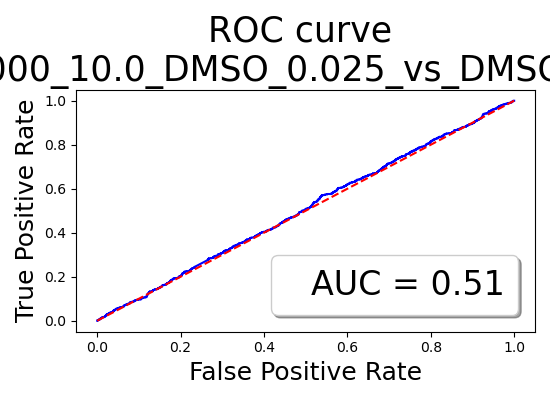 ROC curve
000_10.0_DMSO_0.025_vs_DMSO
1.0
0.8
0.6
0.4
0.2
0.0
True Positive Rate
AUC = 0.51
0.0 0.2 0.4 0.6 0.8 1.0
False Positive Rate